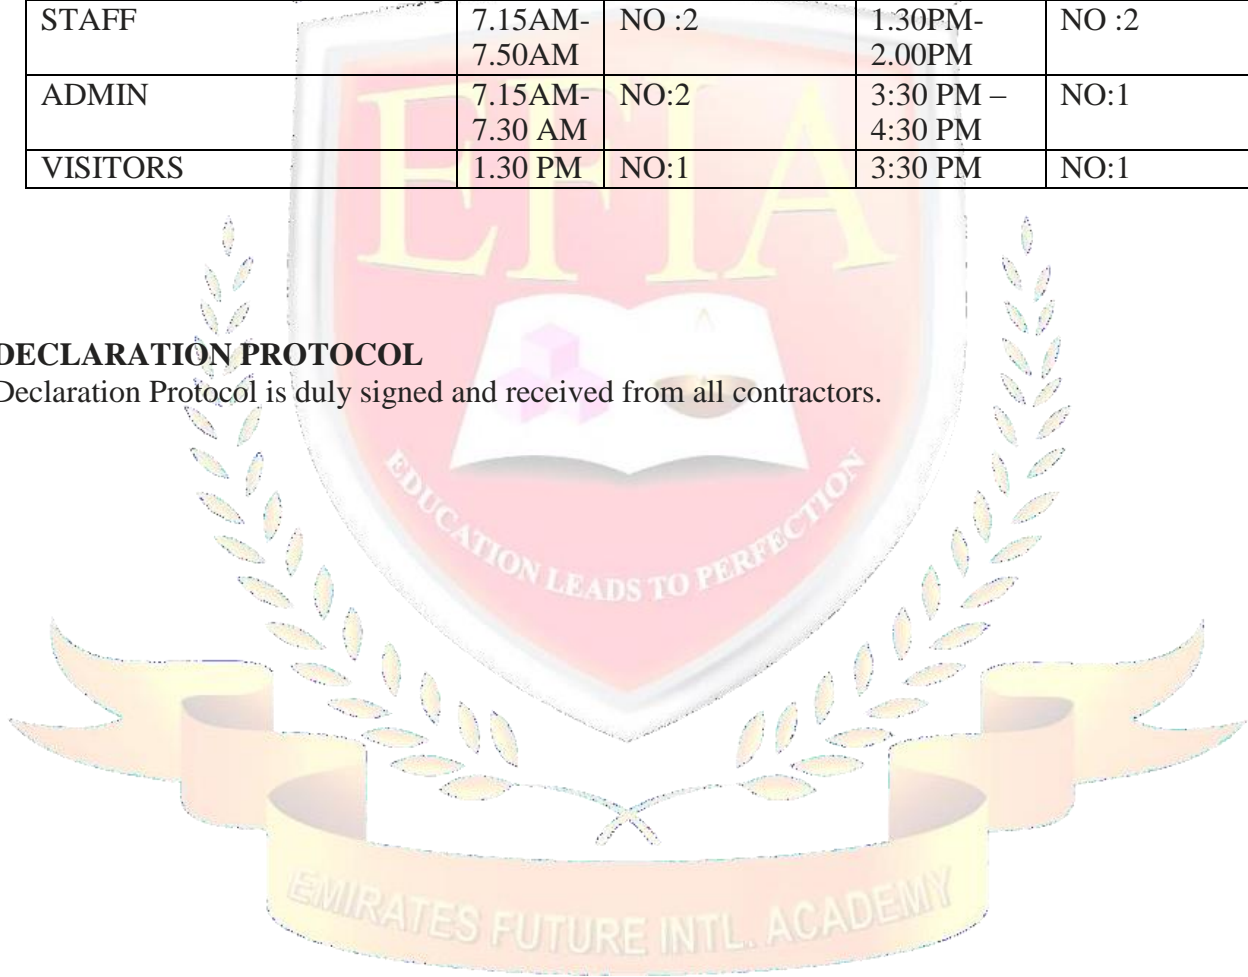 STAFF 7.15AM- NO :2 1.30PM- NO :2
7.50AM 2.00PM
ADMIN 7.15AM- NO:2 3:30 PM – NO:1
7.30 AM 4:30 PM
VISITORS 1.30 PM NO:1 3:30 PM NO:1
EFIA
DECLARATION PROTOCOL
Declaration Protocol is duly signed and received from all contractors.
EDUCATION LEADS TO PERFECTION
EMIRATES FUTURE INTL. ACADEMY